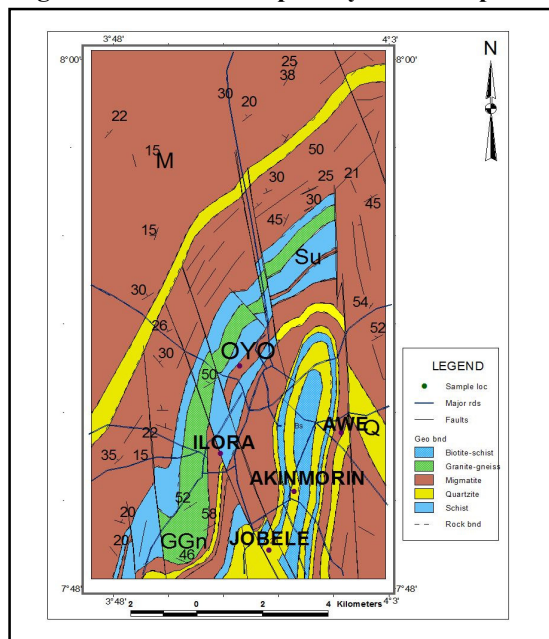 3°48'
4°3'
N
8°00'
8°00'
25
38
30
20
22
15
M
50
30
25
21
30
45
45
15
Su
30
54
26
52
30
OYO
50
LEGEND
Sample loc
Major rds
Faults
Geo bnd
Biotite-schist
Granite-gneiss
Migmatite
Quartzite
Schist
Rock bnd
Bs
AWE
Q
22
ILORA
35
15
AKINMORIN
52
58
20
20
GGn
46
JOBELE
7°48'
7°48'
3°48'
4°3'
2 0 2 4 Kilometers